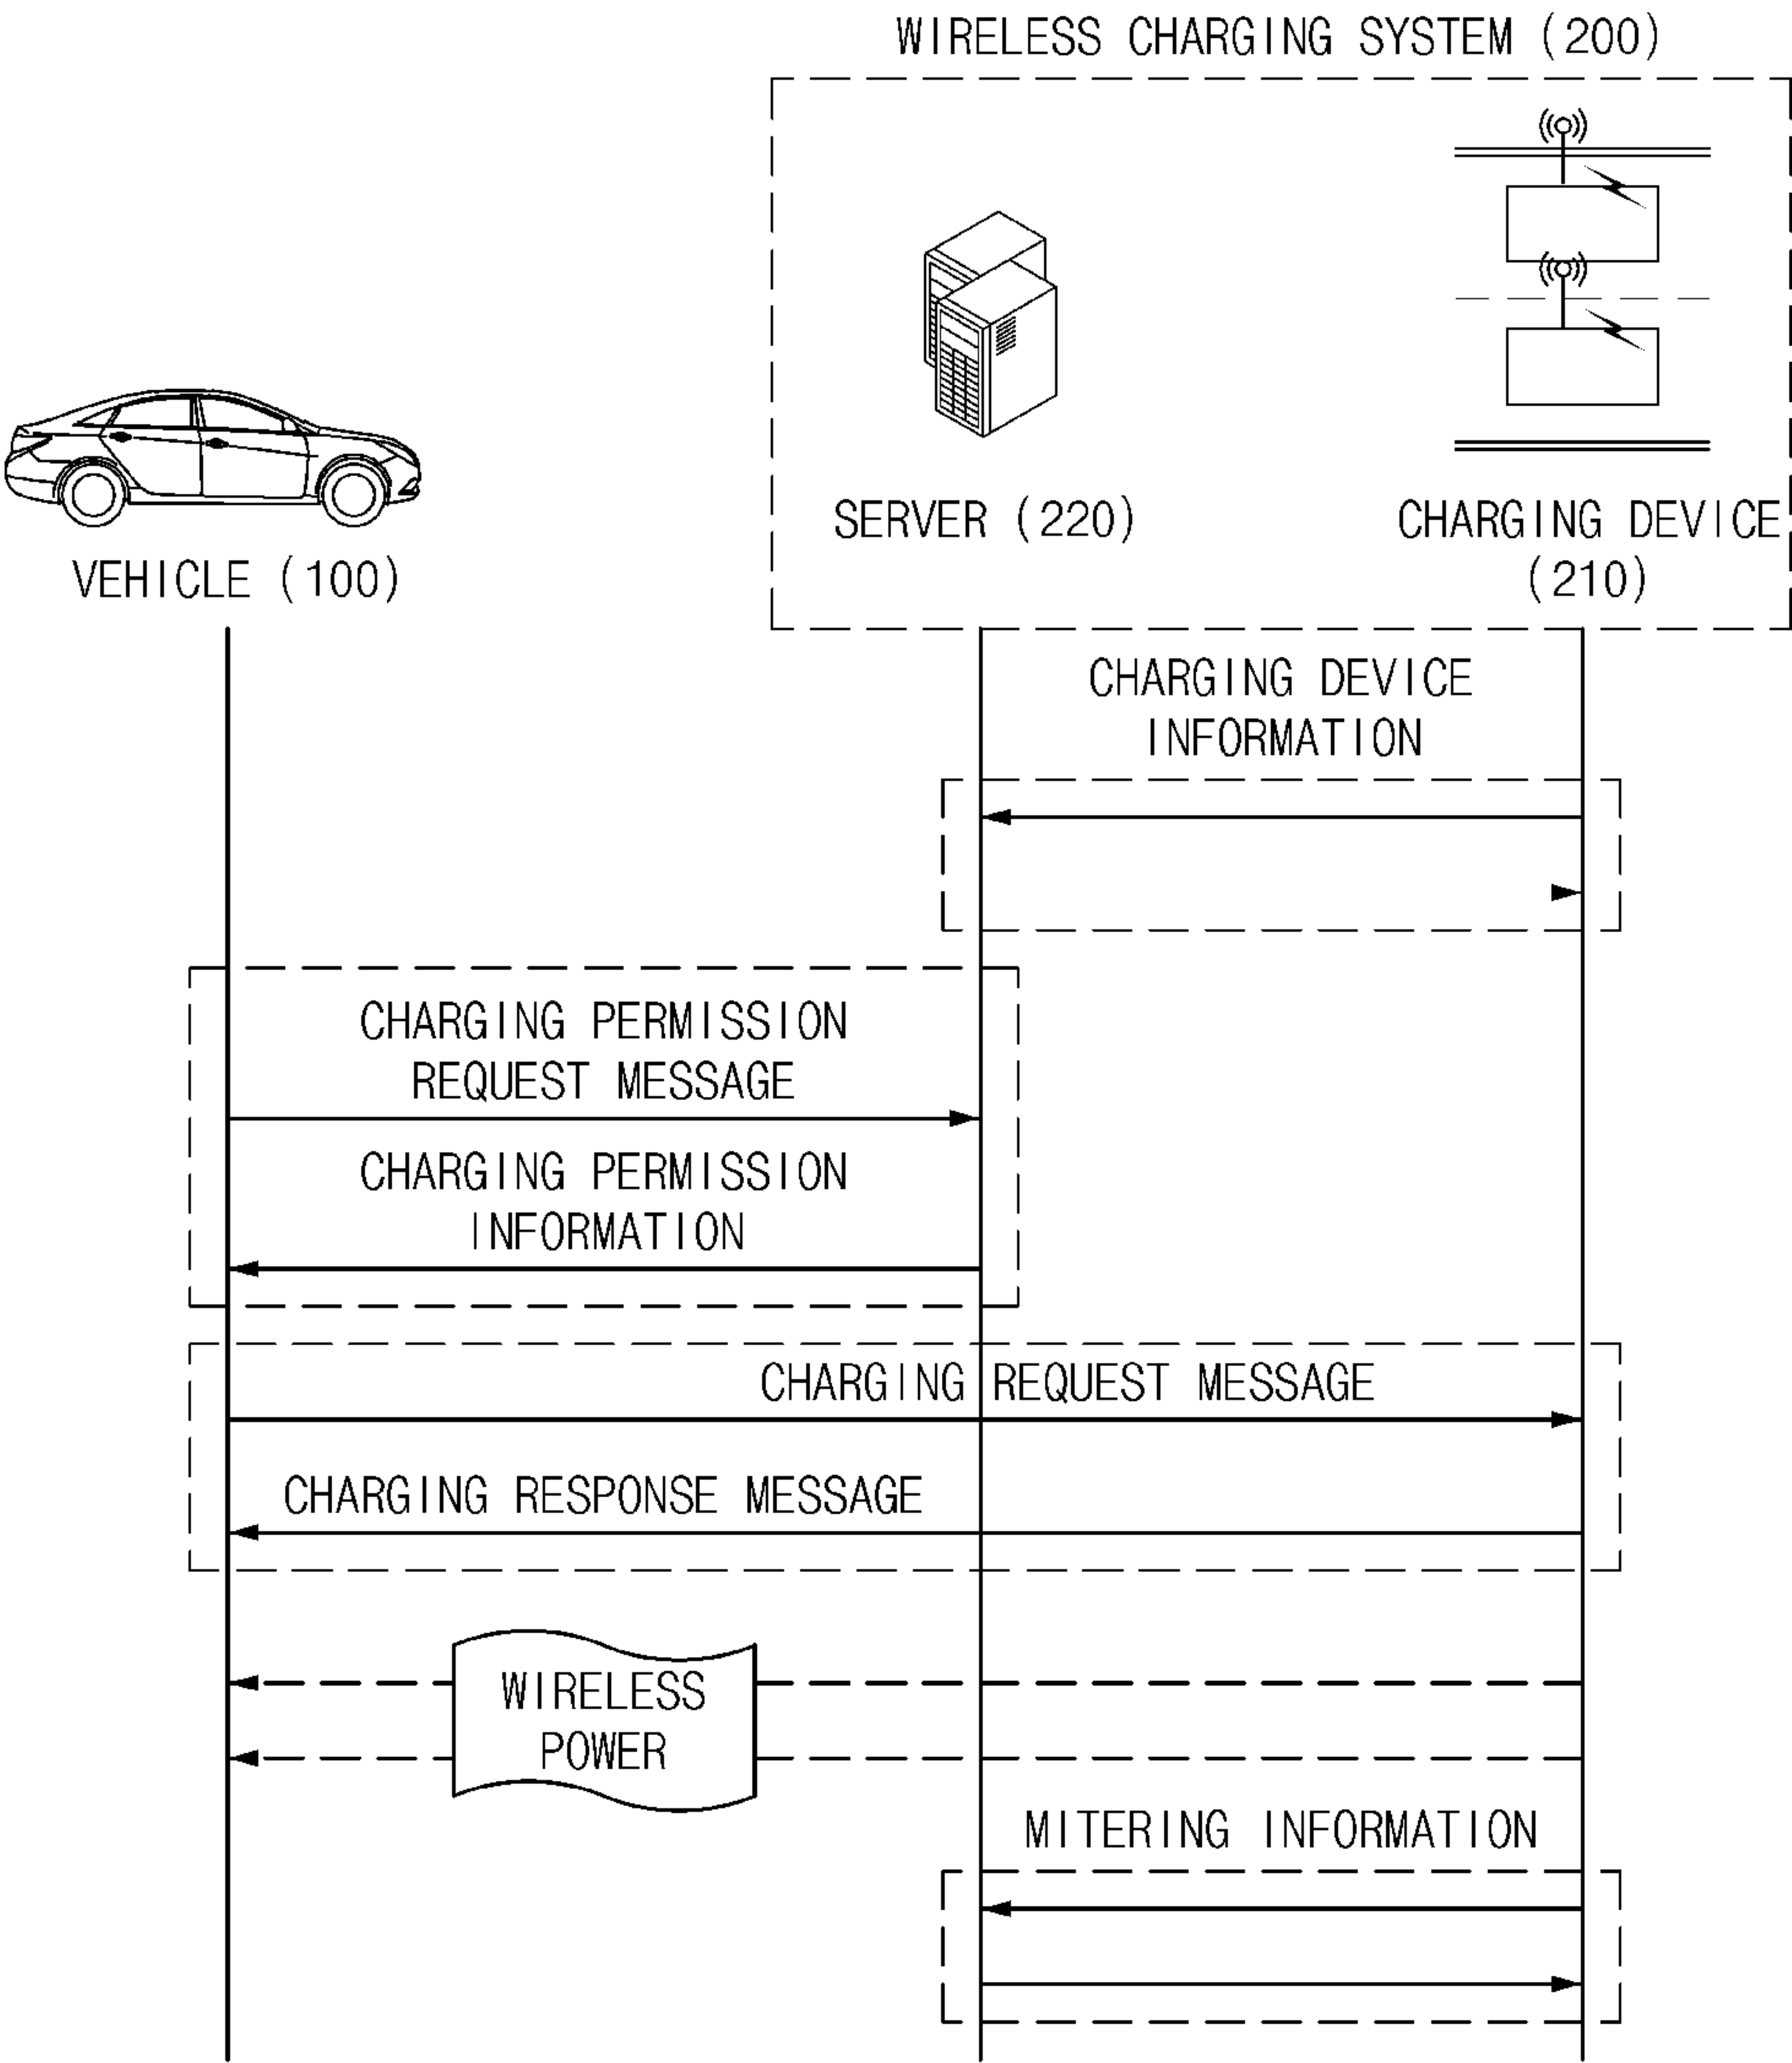 WIRELESS CHARGING SYSTEM (200)
SERVER (220)
CHARGING DEVICE
(210)
VEHICLE (100)
CHARGING DEVICE
INFORMATION
CHARGING PERMISSION
REQUEST MESSAGE
CHARGING PERMISSION
INFORMATION
CHARGING REQUEST MESSAGE
CHARGING RESPONSE MESSAGE
WIRELESS
POWER
MITERING INFORMATION